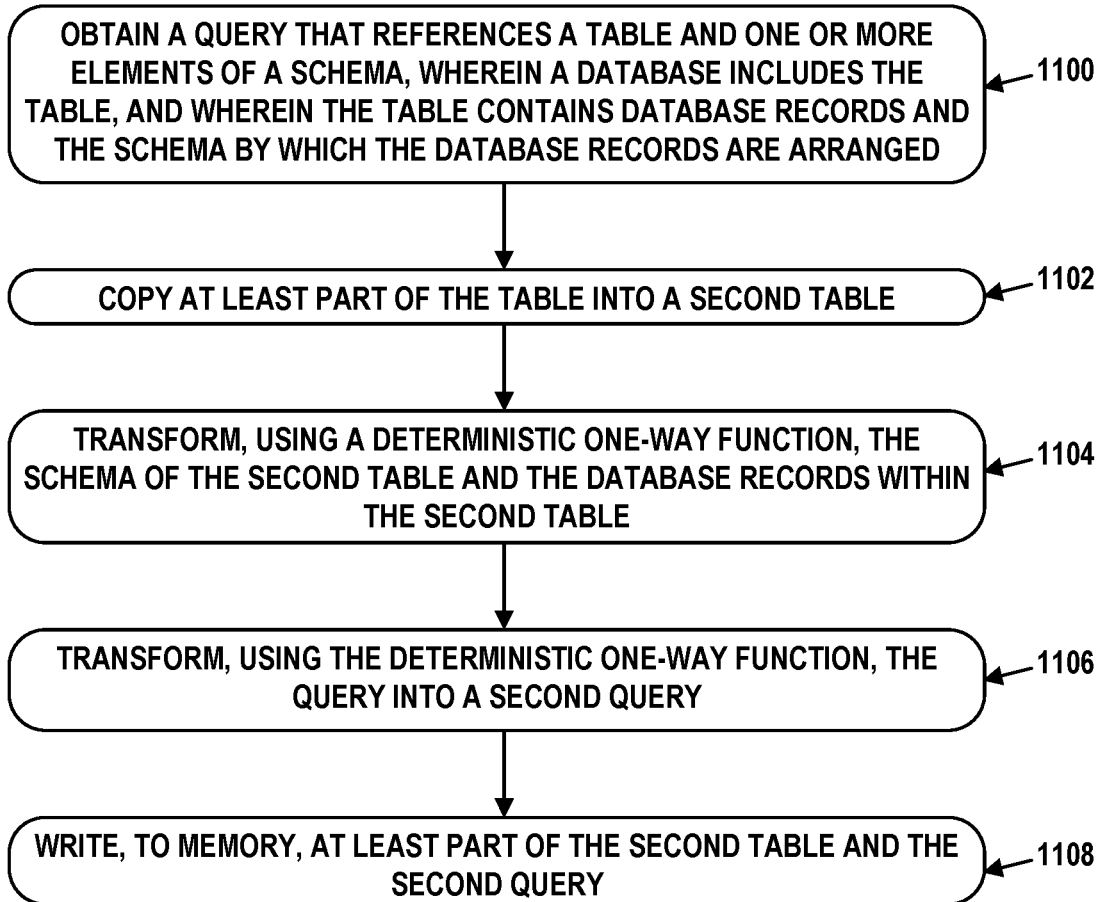 OBTAIN A QUERY THAT REFERENCES A TABLE AND ONE OR MORE
ELEMENTS OF A SCHEMA, WHEREIN A DATABASE INCLUDES THE
TABLE, AND WHEREIN THE TABLE CONTAINS DATABASE RECORDS AND
THE SCHEMA BY WHICH THE DATABASE RECORDS ARE ARRANGED
1100
COPY AT LEAST PART OF THE TABLE INTO A SECOND TABLE
1102
TRANSFORM, USING A DETERMINISTIC ONE-WAY FUNCTION, THE
SCHEMA OF THE SECOND TABLE AND THE DATABASE RECORDS WITHIN
THE SECOND TABLE
1104
TRANSFORM, USING THE DETERMINISTIC ONE-WAY FUNCTION, THE
QUERY INTO A SECOND QUERY
1106
WRITE, TO MEMORY, AT LEAST PART OF THE SECOND TABLE AND THE
SECOND QUERY
1108